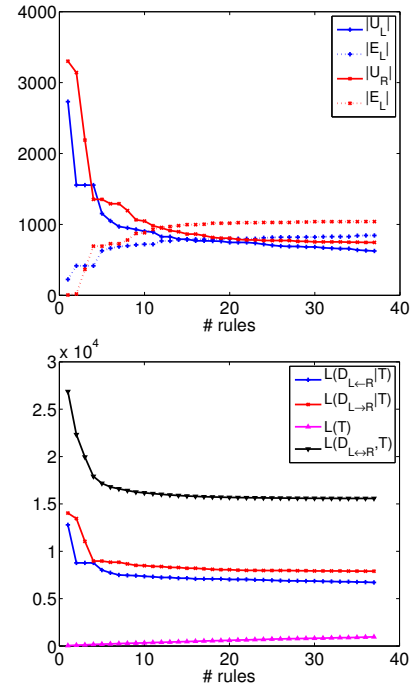 4000
3000
2000
1000
0
0 10 20 30 40
# rules
|U_L|
|E_L|
|U_R|
|E_L|
x 10^4
3
2.5
2
1.5
1
0.5
0
0 10 20 30 40
# rules
L(D_{L←R}|T)
L(D_{L→R}|T)
L(T)
L(D_{L↔R},T)